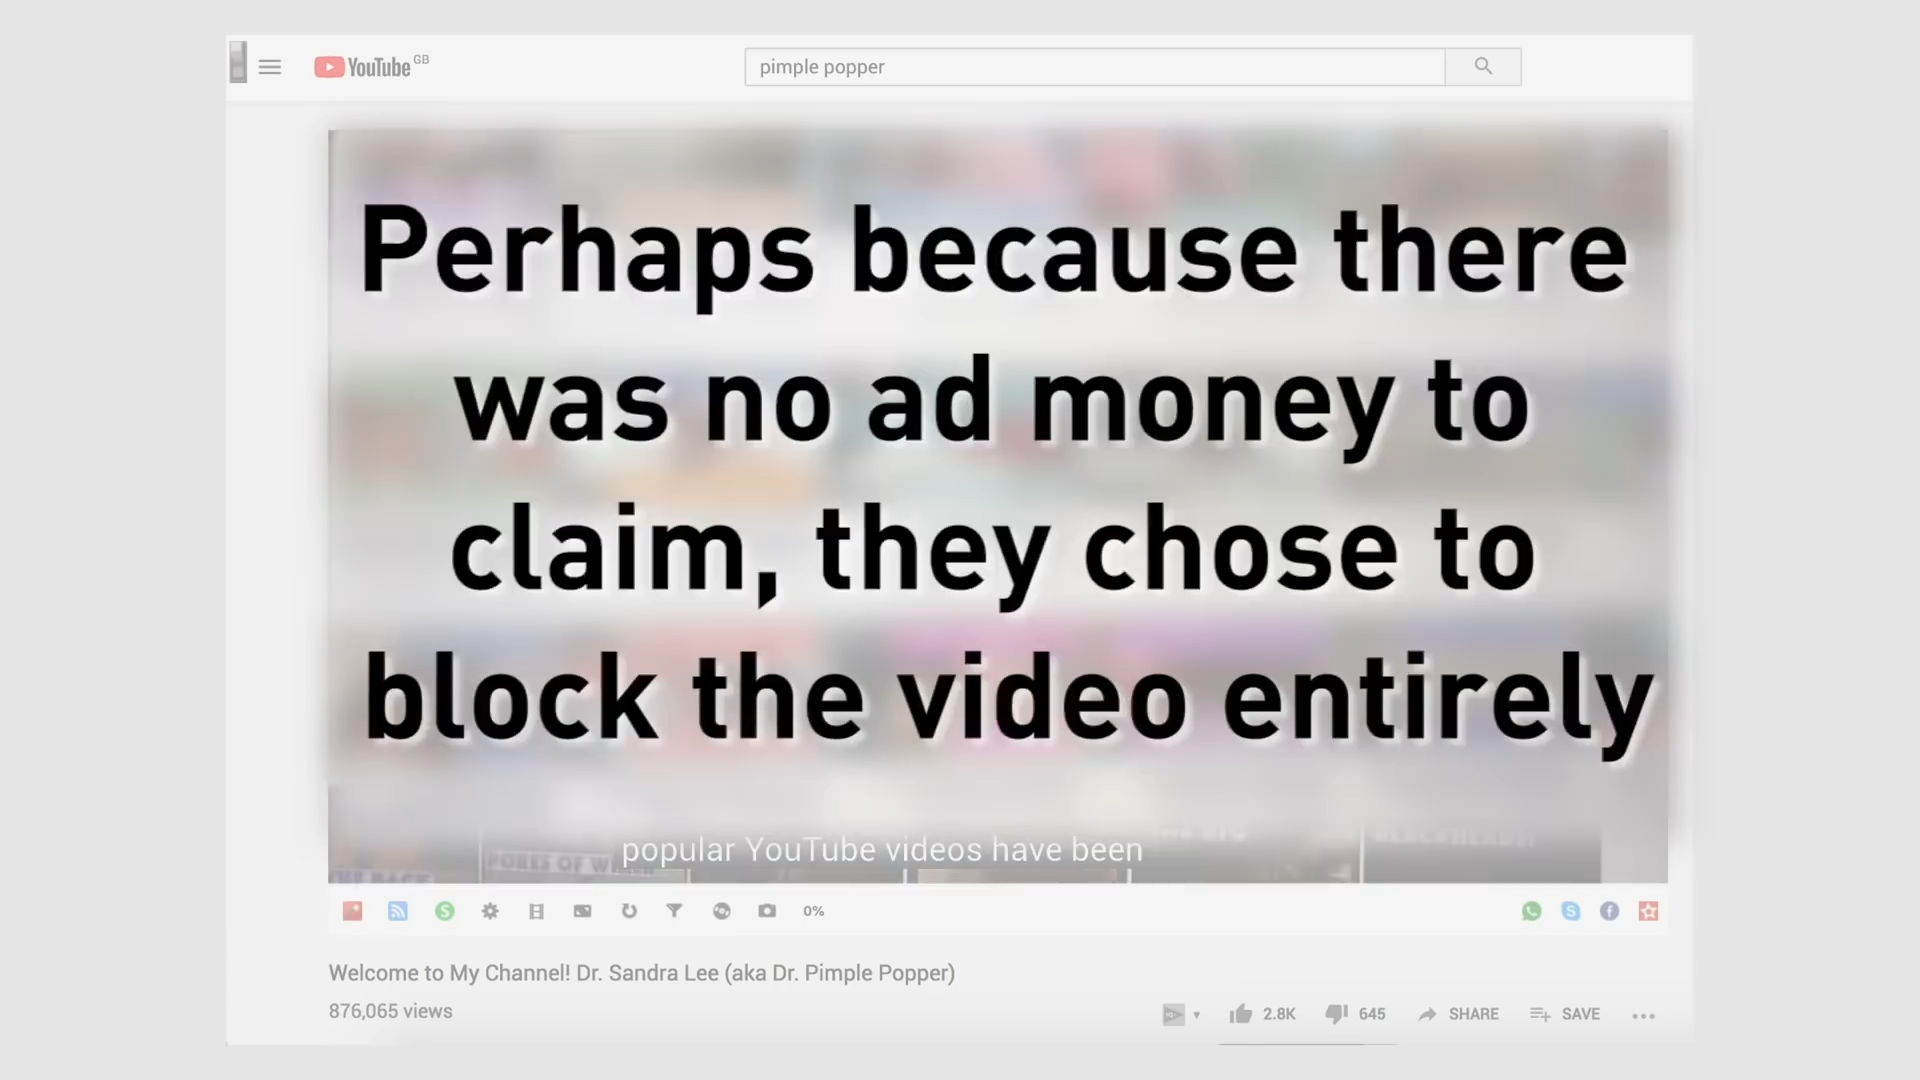 YouTube GB
pimple popper
Perhaps because there
was no ad money to
claim, they chose to
block the video entirely
popular YouTube videos have been
0%
Welcome to My Channel! Dr. Sandra Lee (aka Dr. Pimple Popper)
876,065 views
2.8K 645 SHARE SAVE